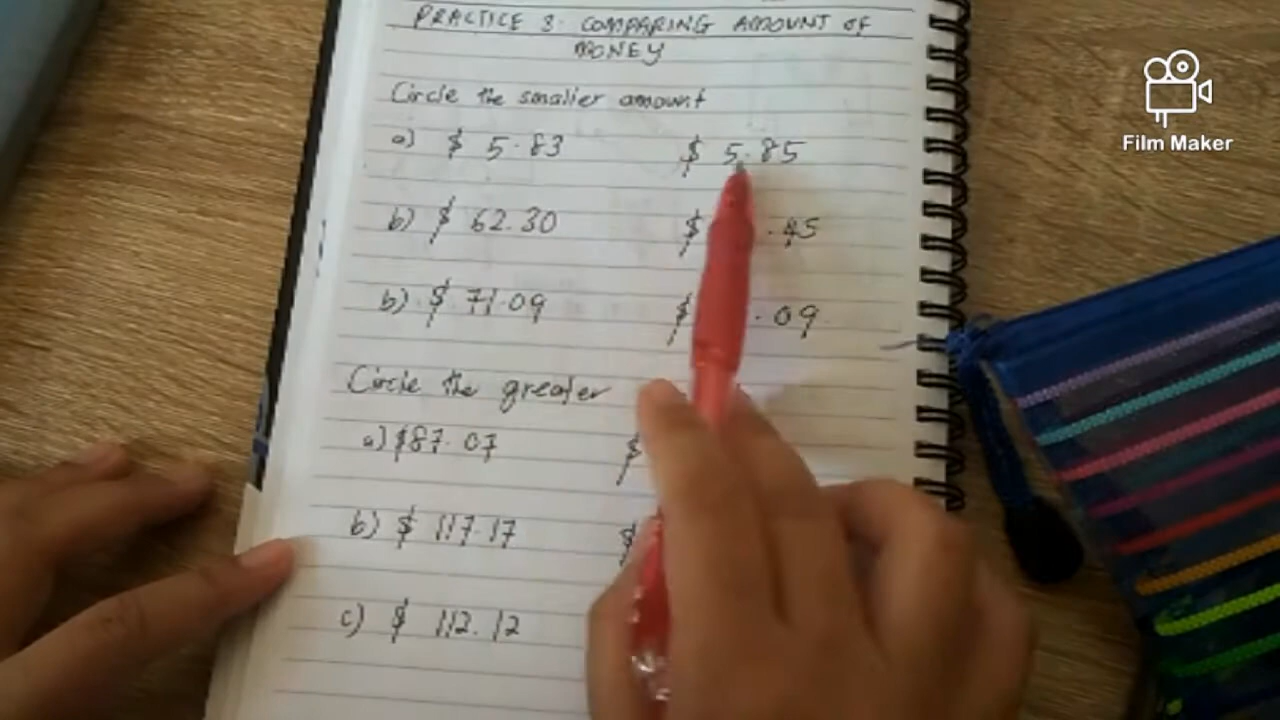 PRACTICE 3: COMPARING AMOUNT OF
MONEY
Circle the smaller amount
a) $ 5.83 $ 5.85
b) $ 62.30 $ .45
b) $ 71.09 $ .09
Circle the greater
a) $87.07 $
b) $ 117.17 $
c) $ 112.12
Film Maker